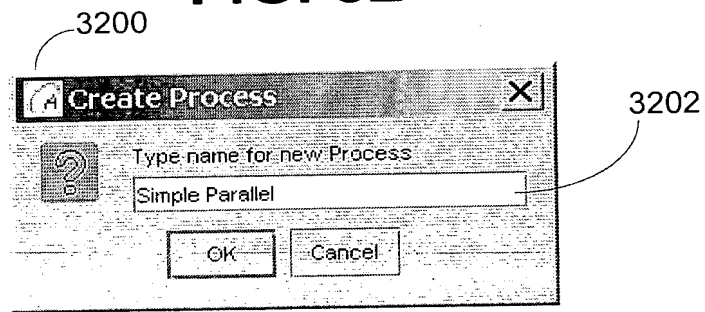 3200
Create Process
3202
Type name for new Process
Simple Parallel
OK
Cancel